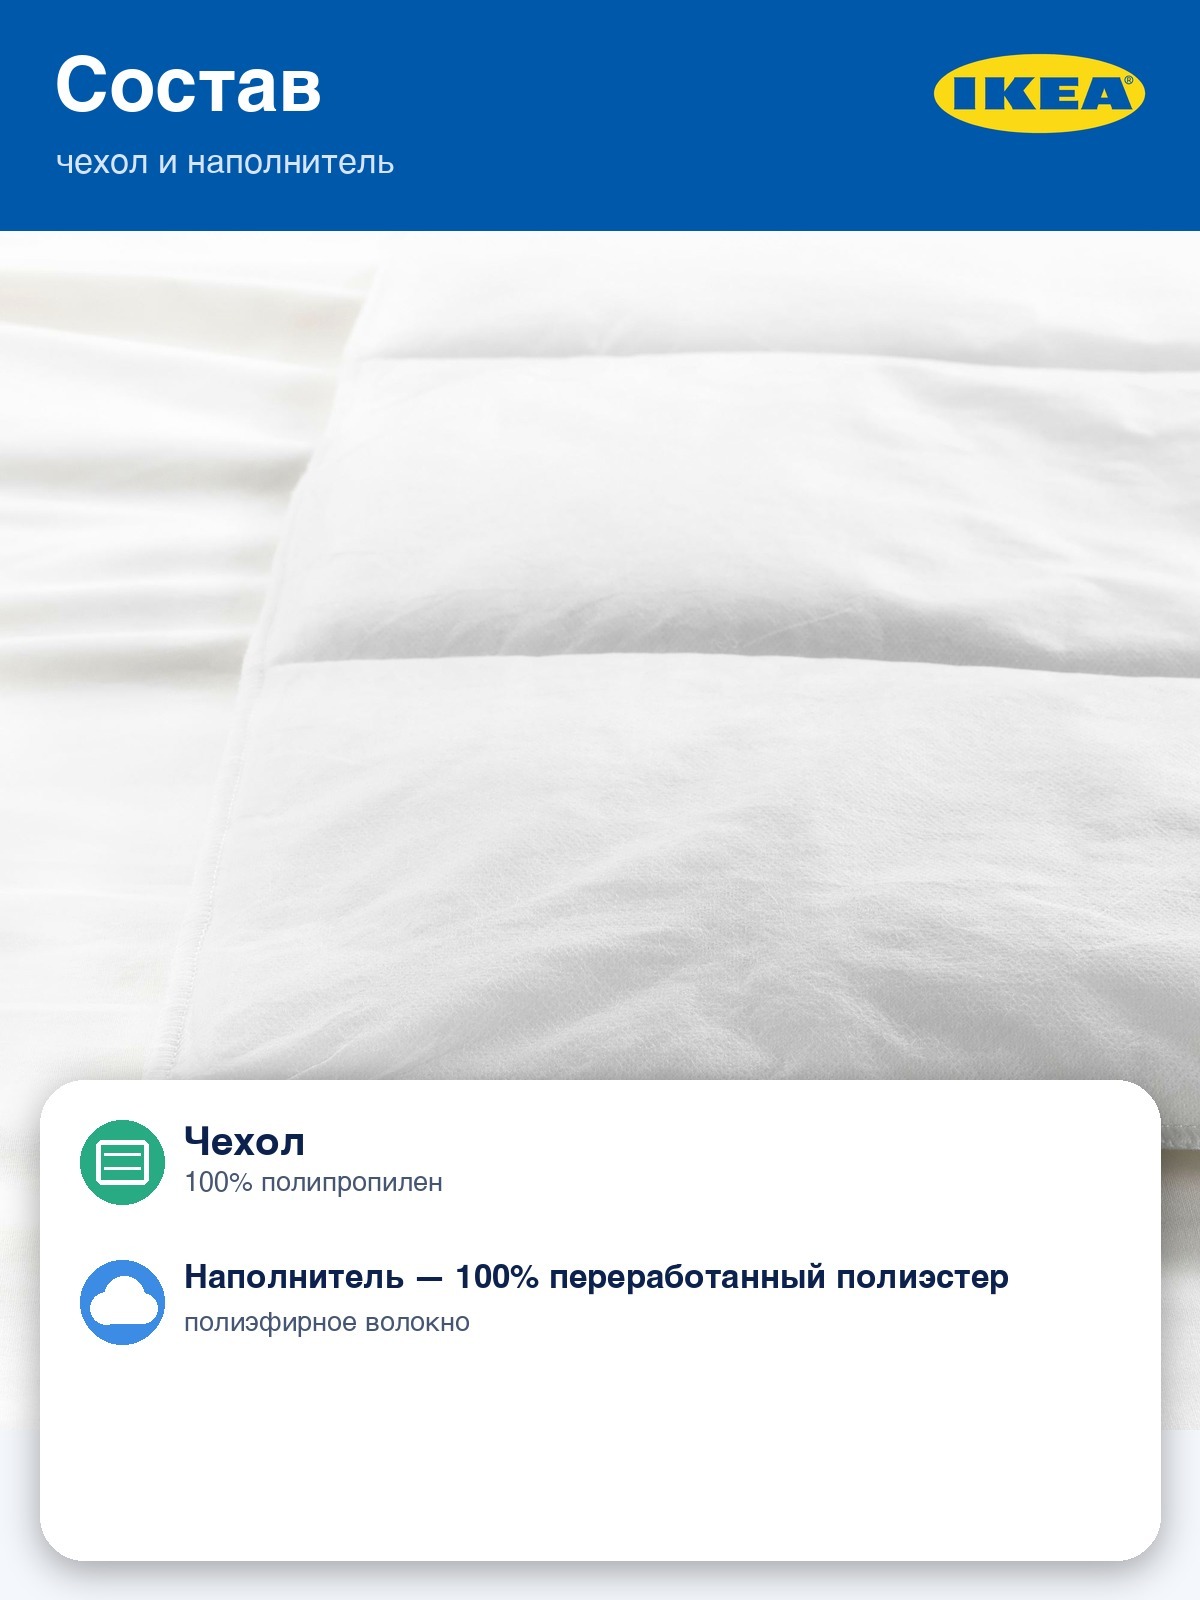 Состав
IKEA®
чехол и наполнитель
Чехол
100% полипропилен
Наполнитель — 100% переработанный полиэстер
полиэфирное волокно